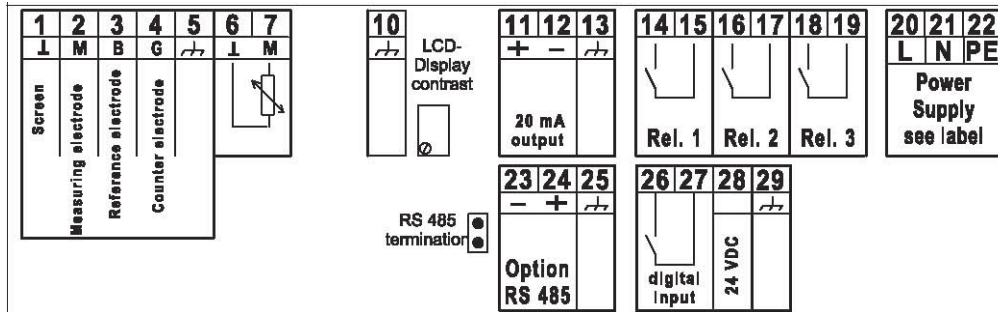 1 2 3 4 5 6 7
⊥ M B G ⊥ M
Screen
Measuring electrode
Reference electrode
Counter electrode
10
LCD-
Display
contrast
11 12 13
+ −
20 mA
output
14 15 16 17 18 19
Rel. 1 Rel. 2 Rel. 3
20 21 22
L N PE
Power
Supply
see label
RS 485
termination
23 24 25
− +
Option
RS 485
26 27 28 29
digital
input
24 VDC